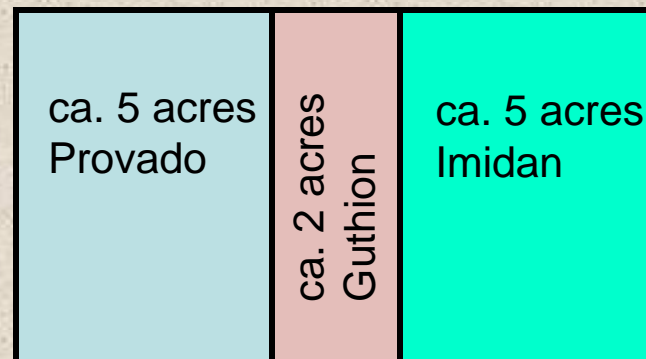 ca. 5 acres
Provado
ca. 2 acres
Guthion
ca. 5 acres
Imidan